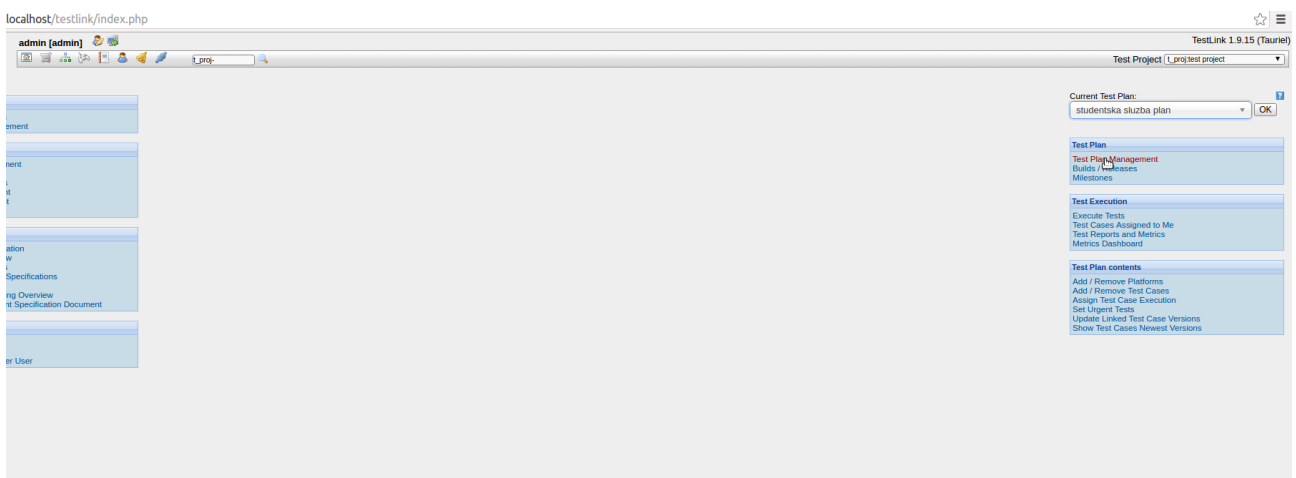 localhost/testlink/index.php
admin [admin]
TestLink 1.9.15 (Tauriel)
t_proj-
Test Project t_proj:test project
ement
ment
s
nt
t
ation
w
s
Specifications
ng Overview
nt Specification Document
er User
Current Test Plan:
studentska sluzba plan
OK
Test Plan
Test Plan Management
Builds / Releases
Milestones
Test Execution
Execute Tests
Test Cases Assigned to Me
Test Reports and Metrics
Metrics Dashboard
Test Plan contents
Add / Remove Platforms
Add / Remove Test Cases
Assign Test Case Execution
Set Urgent Tests
Update Linked Test Case Versions
Show Test Cases Newest Versions